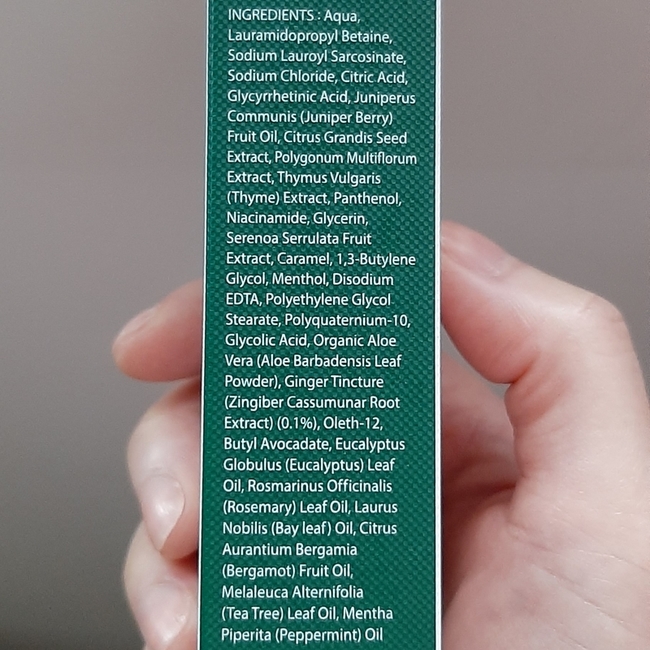 INGREDIENTS : Aqua,
Lauramidopropyl Betaine,
Sodium Lauroyl Sarcosinate,
Sodium Chloride, Citric Acid,
Glycyrrhetinic Acid, Juniperus
Communis (Juniper Berry)
Fruit Oil, Citrus Grandis Seed
Extract, Polygonum Multiflorum
Extract, Thymus Vulgaris
(Thyme) Extract, Panthenol,
Niacinamide, Glycerin,
Serenoa Serrulata Fruit
Extract, Caramel, 1,3-Butylene
Glycol, Menthol, Disodium
EDTA, Polyethylene Glycol
Stearate, Polyquaternium-10,
Glycolic Acid, Organic Aloe
Vera (Aloe Barbadensis Leaf
Powder), Ginger Tincture
(Zingiber Cassumunar Root
Extract) (0.1%), Oleth-12,
Butyl Avocadate, Eucalyptus
Globulus (Eucalyptus) Leaf
Oil, Rosmarinus Officinalis
(Rosemary) Leaf Oil, Laurus
Nobilis (Bay leaf) Oil, Citrus
Aurantium Bergamia
(Bergamot) Fruit Oil,
Melaleuca Alternifolia
(Tea Tree) Leaf Oil, Mentha
Piperita (Peppermint) Oil